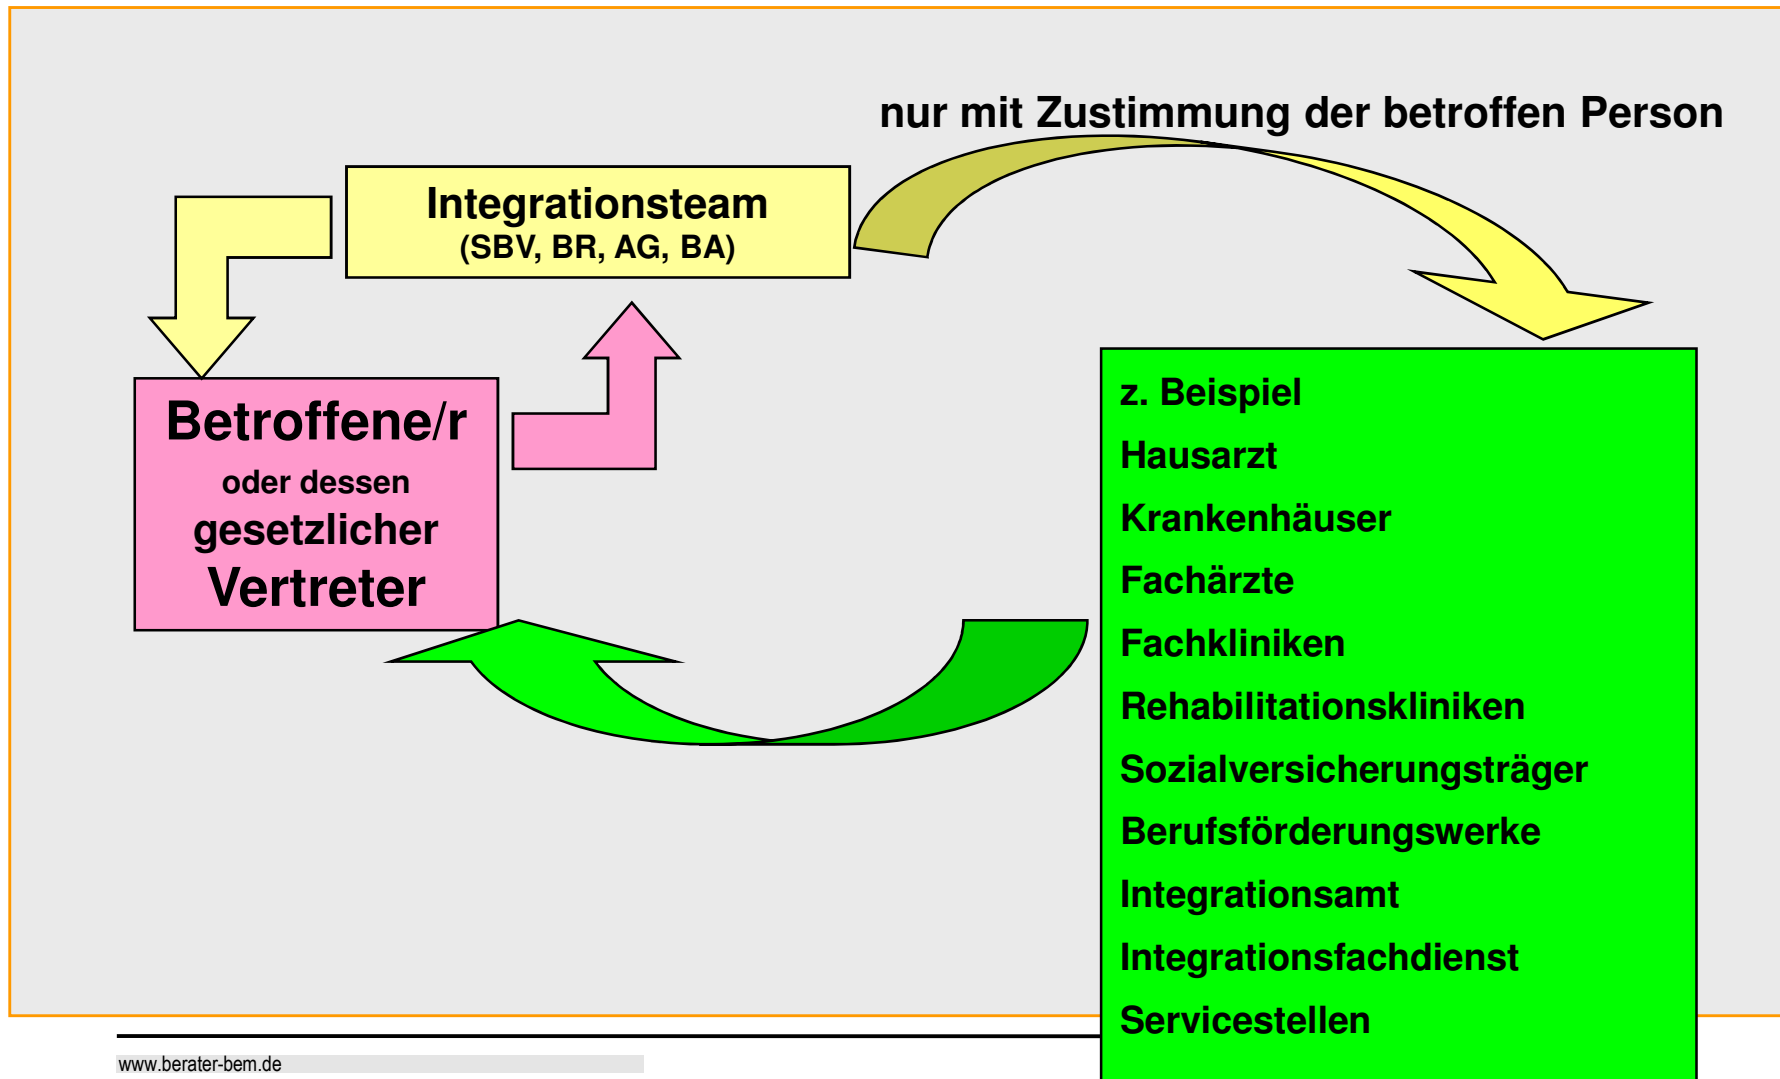 nur mit Zustimmung der betroffen Person
Integrationsteam
(SBV, BR, AG, BA)
Betroffene/r
oder dessen
gesetzlicher
Vertreter
z. Beispiel
Hausarzt
Krankenhäuser
Fachärzte
Fachkliniken
Rehabilitationskliniken
Sozialversicherungsträger
Berufsförderungswerke
Integrationsamt
Integrationsfachdienst
Servicestellen
www.berater-bem.de